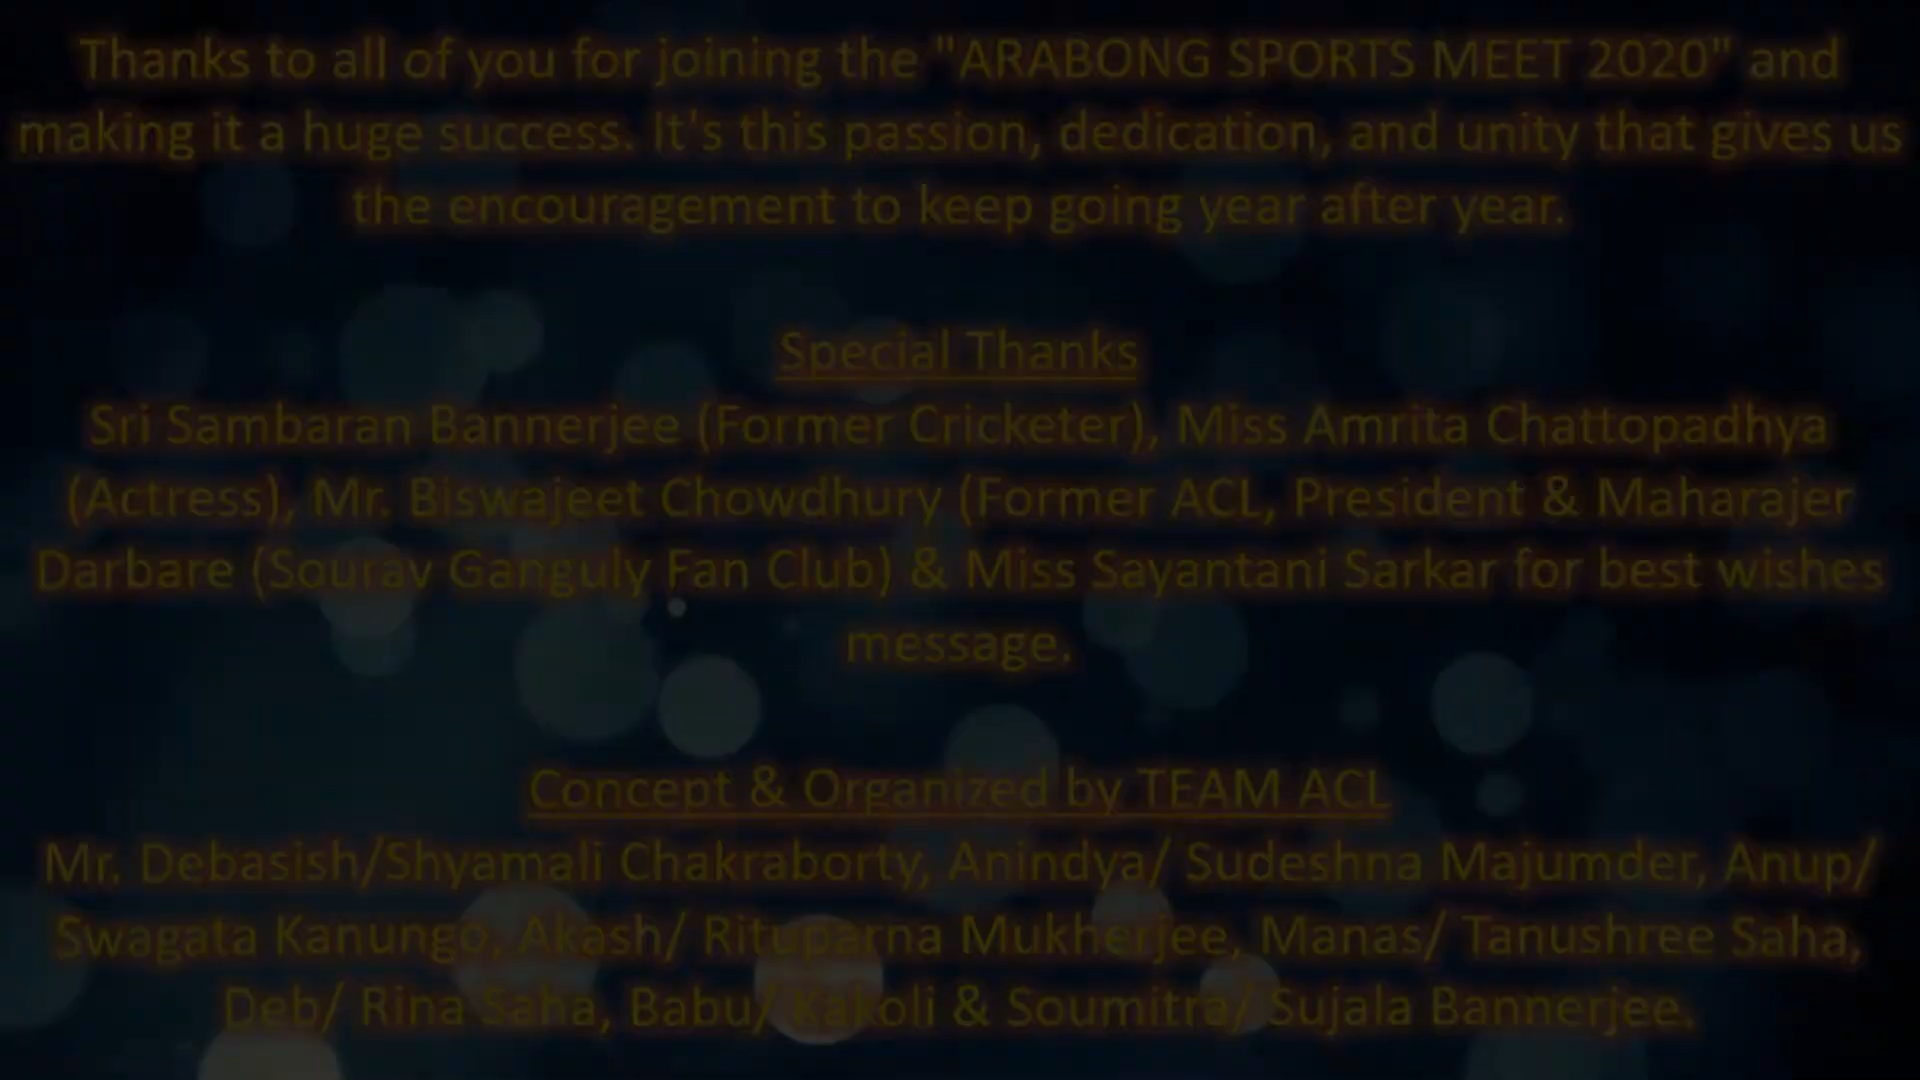 Thanks to all of you for joining the "ARABONG SPORTS MEET 2020" and
making it a huge success. It's this passion, dedication, and unity that gives us
the encouragement to keep going year after year.
Special Thanks
Sri Sambaran Bannerjee (Former Cricketer), Miss Amrita Chattopadhya
(Actress), Mr. Biswajeet Chowdhury (Former ACL, President & Maharajer
Darbare (Sourav Ganguly Fan Club) & Miss Sayantani Sarkar for best wishes
message.
Concept & Organized by TEAM ACL
Mr. Debasish/Shyamali Chakraborty, Anindya/ Sudeshna Majumder, Anup/
Swagata Kanungo, Akash/ Rituparna Mukherjee, Manas/ Tanushree Saha,
Deb/ Rina Saha, Babu/ Kakoli & Soumitra/ Sujala Bannerjee.